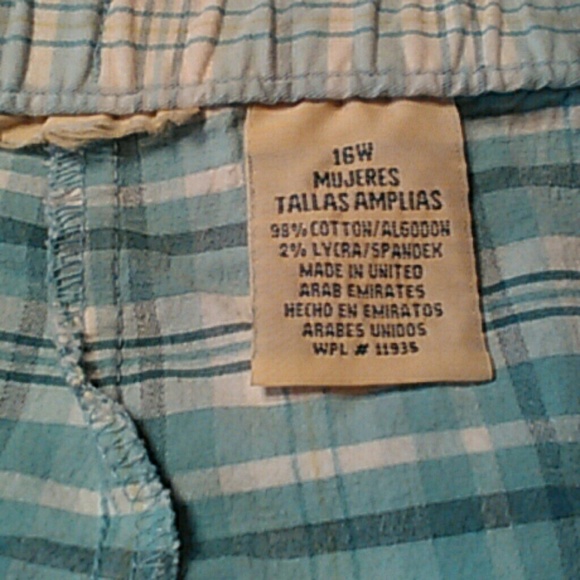 16W
MUJERES
TALLAS AMPLIAS
98% COTTON/ALGODON
2% LYCRA/SPANDEX
MADE IN UNITED
ARAB EMIRATES
HECHO EN EMIRATOS
ARABES UNIDOS
WPL # 11935